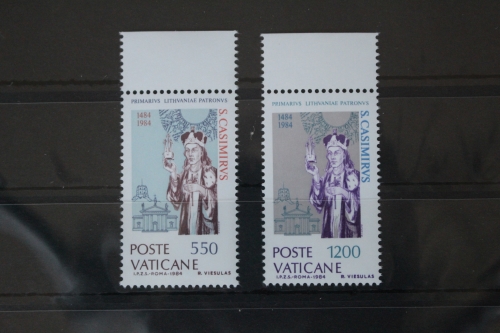 PRIMARIVS LITHVANIAE PATRONVS
1484
1984
S. CASIMIRVS
POSTE 550
VATICANE
I.P.Z.S.-ROMA-1984 R. VIESULAS
PRIMARIVS LITHVANIAE PATRONVS
1484
1984
S. CASIMIRVS
POSTE 1200
VATICANE
I.P.Z.S.-ROMA-1984 R. VIESULAS